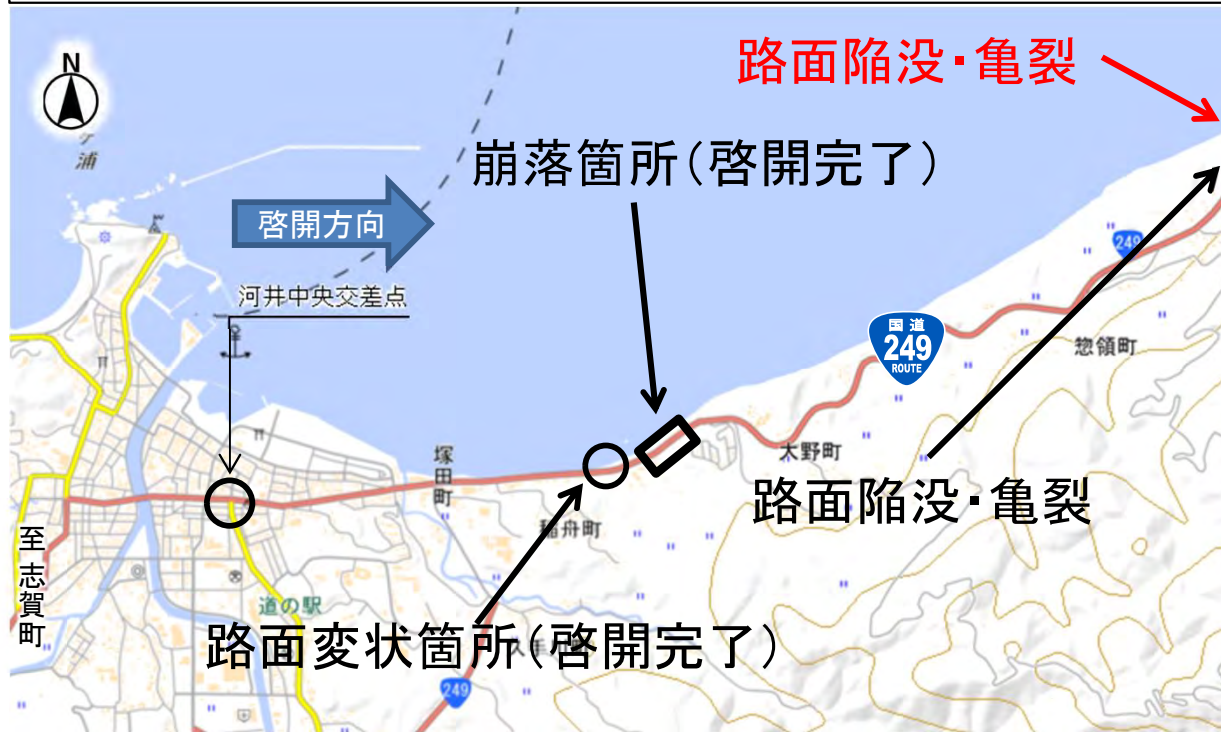 路面陥没・亀裂
N
ケ浦
崩落箇所(啓開完了)
啓開方向
249
河井中央交差点
国道
249
ROUTE
惣領町
塚田町
太野町
路面陥没・亀裂
稲舟町
至 志賀町
道の駅
路面変状箇所(啓開完了)
249